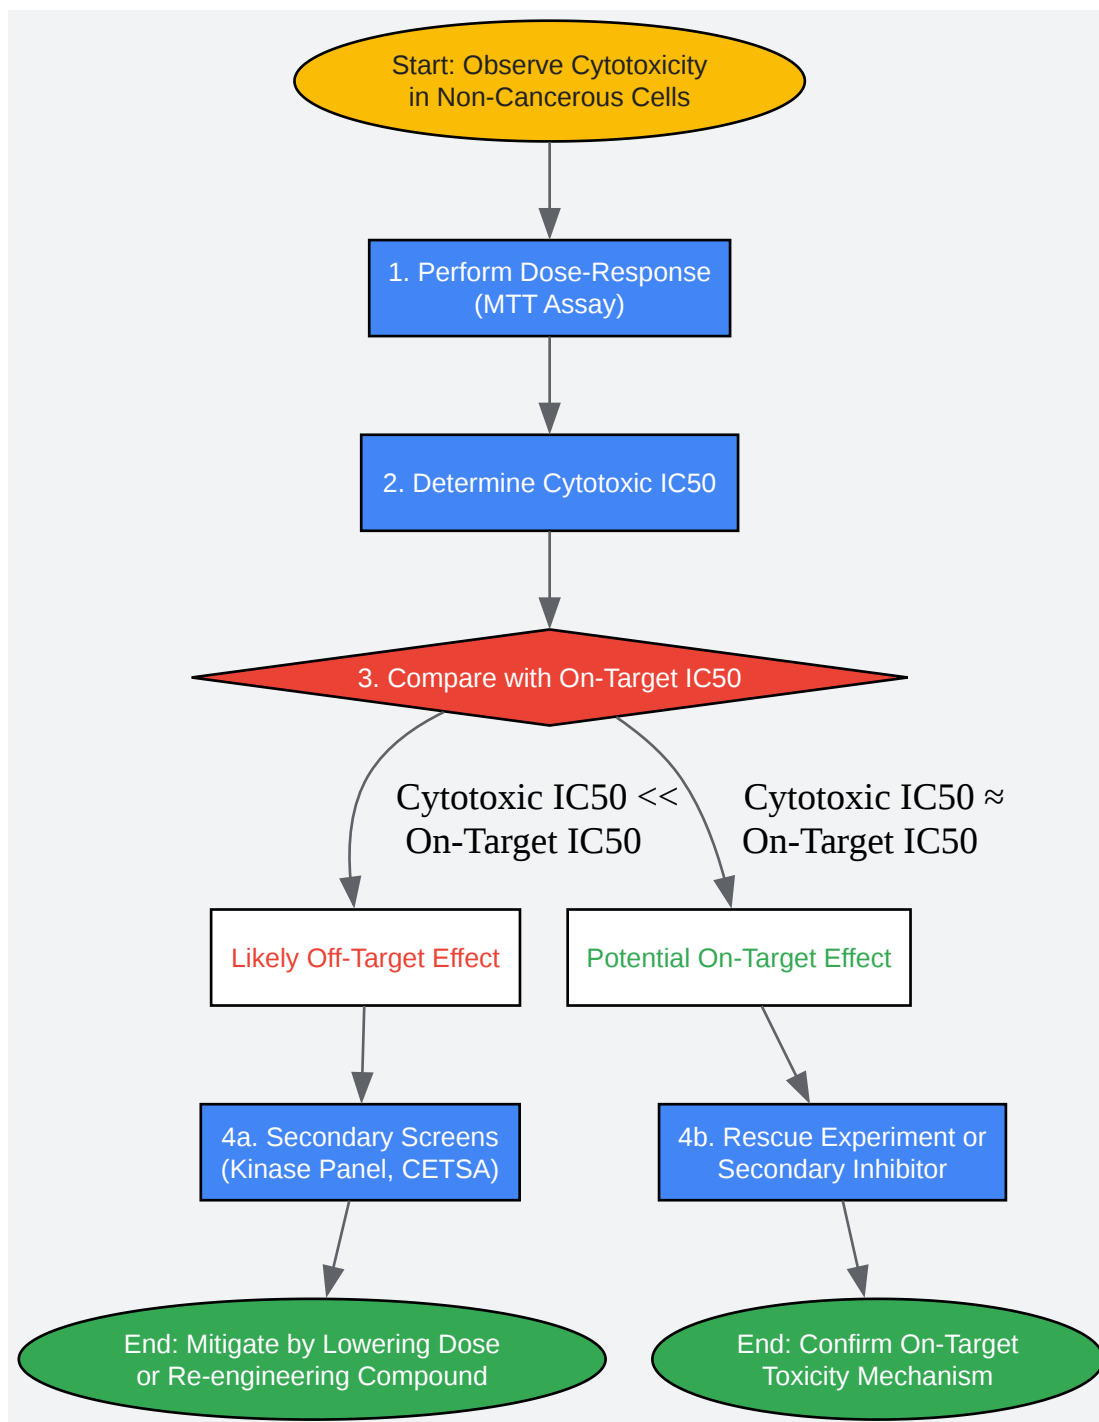 Start: Observe Cytotoxicity
in Non-Cancerous Cells
1. Perform Dose-Response
(MTT Assay)
2. Determine Cytotoxic IC50
3. Compare with On-Target IC50
Cytotoxic IC50 <<
On-Target IC50
Cytotoxic IC50 ≈
On-Target IC50
Likely Off-Target Effect
Potential On-Target Effect
4a. Secondary Screens
(Kinase Panel, CETSA)
4b. Rescue Experiment or
Secondary Inhibitor
End: Mitigate by Lowering Dose
or Re-engineering Compound
End: Confirm On-Target
Toxicity Mechanism